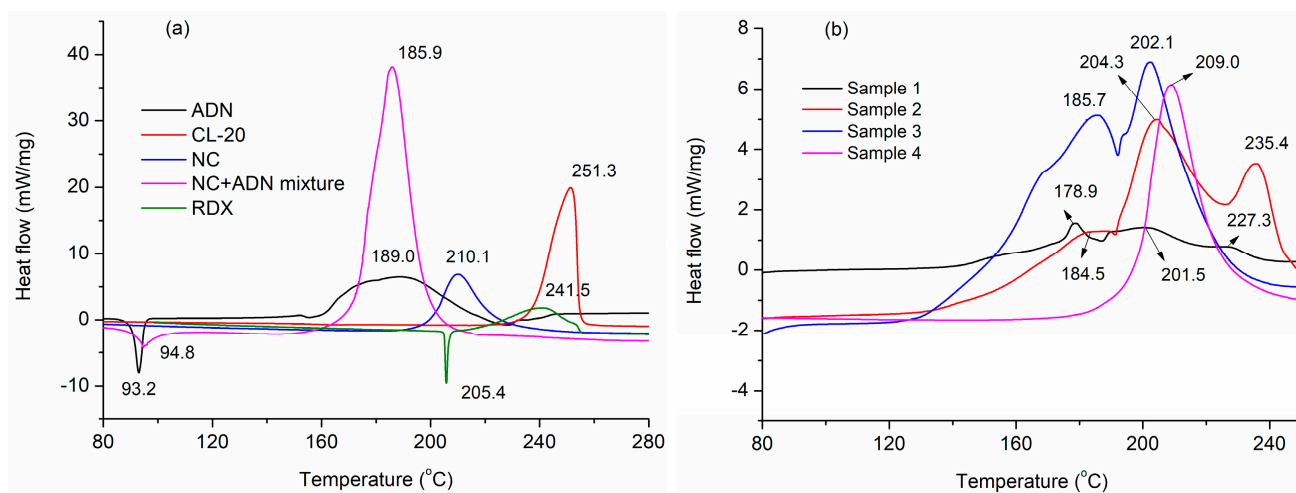 (a)
Heat flow (mW/mg)
40
30
20
10
0
-10
ADN
CL-20
NC
NC+ADN mixture
RDX
185.9
251.3
189.0
210.1
241.5
94.8
93.2
205.4
80 120 160 200 240 280
Temperature (°C)
(b)
Heat flow (mW/mg)
8
6
4
2
0
-2
-4
Sample 1
Sample 2
Sample 3
Sample 4
202.1
204.3
209.0
185.7
235.4
178.9
227.3
184.5
201.5
80 120 160 200 240
Temperature (°C)